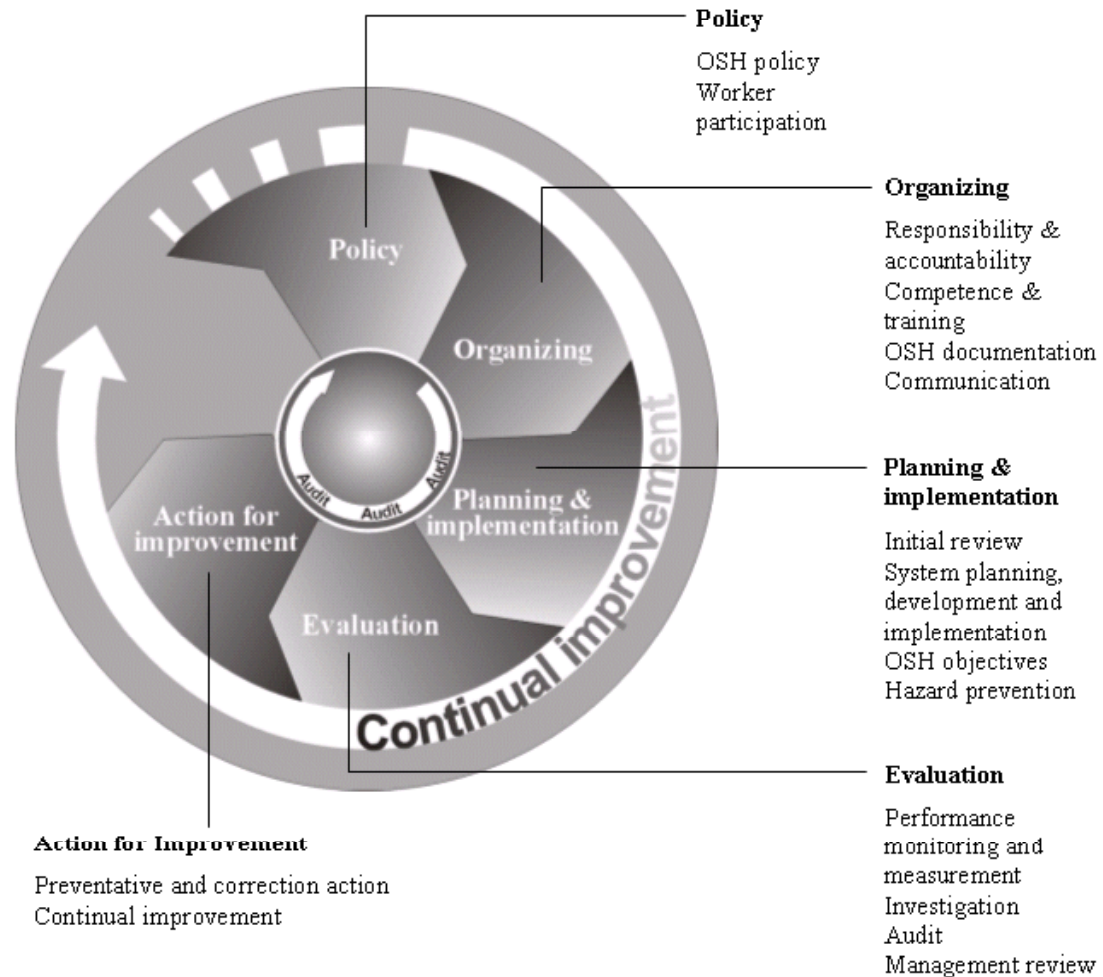 Policy
OSH policy
Worker
participation
Organizing
Responsibility &
accountability
Competence &
training
OSH documentation
Communication
Planning &
implementation
Initial review
System planning,
development and
implementation
OSH objectives
Hazard prevention
Evaluation
Performance
monitoring and
measurement
Investigation
Audit
Management review
Action for Improvement
Preventative and correction action
Continual improvement
Policy
Organizing
Planning &
implementation
Evaluation
Action for
improvement
Audit
Audit
Audit
Continual improvement